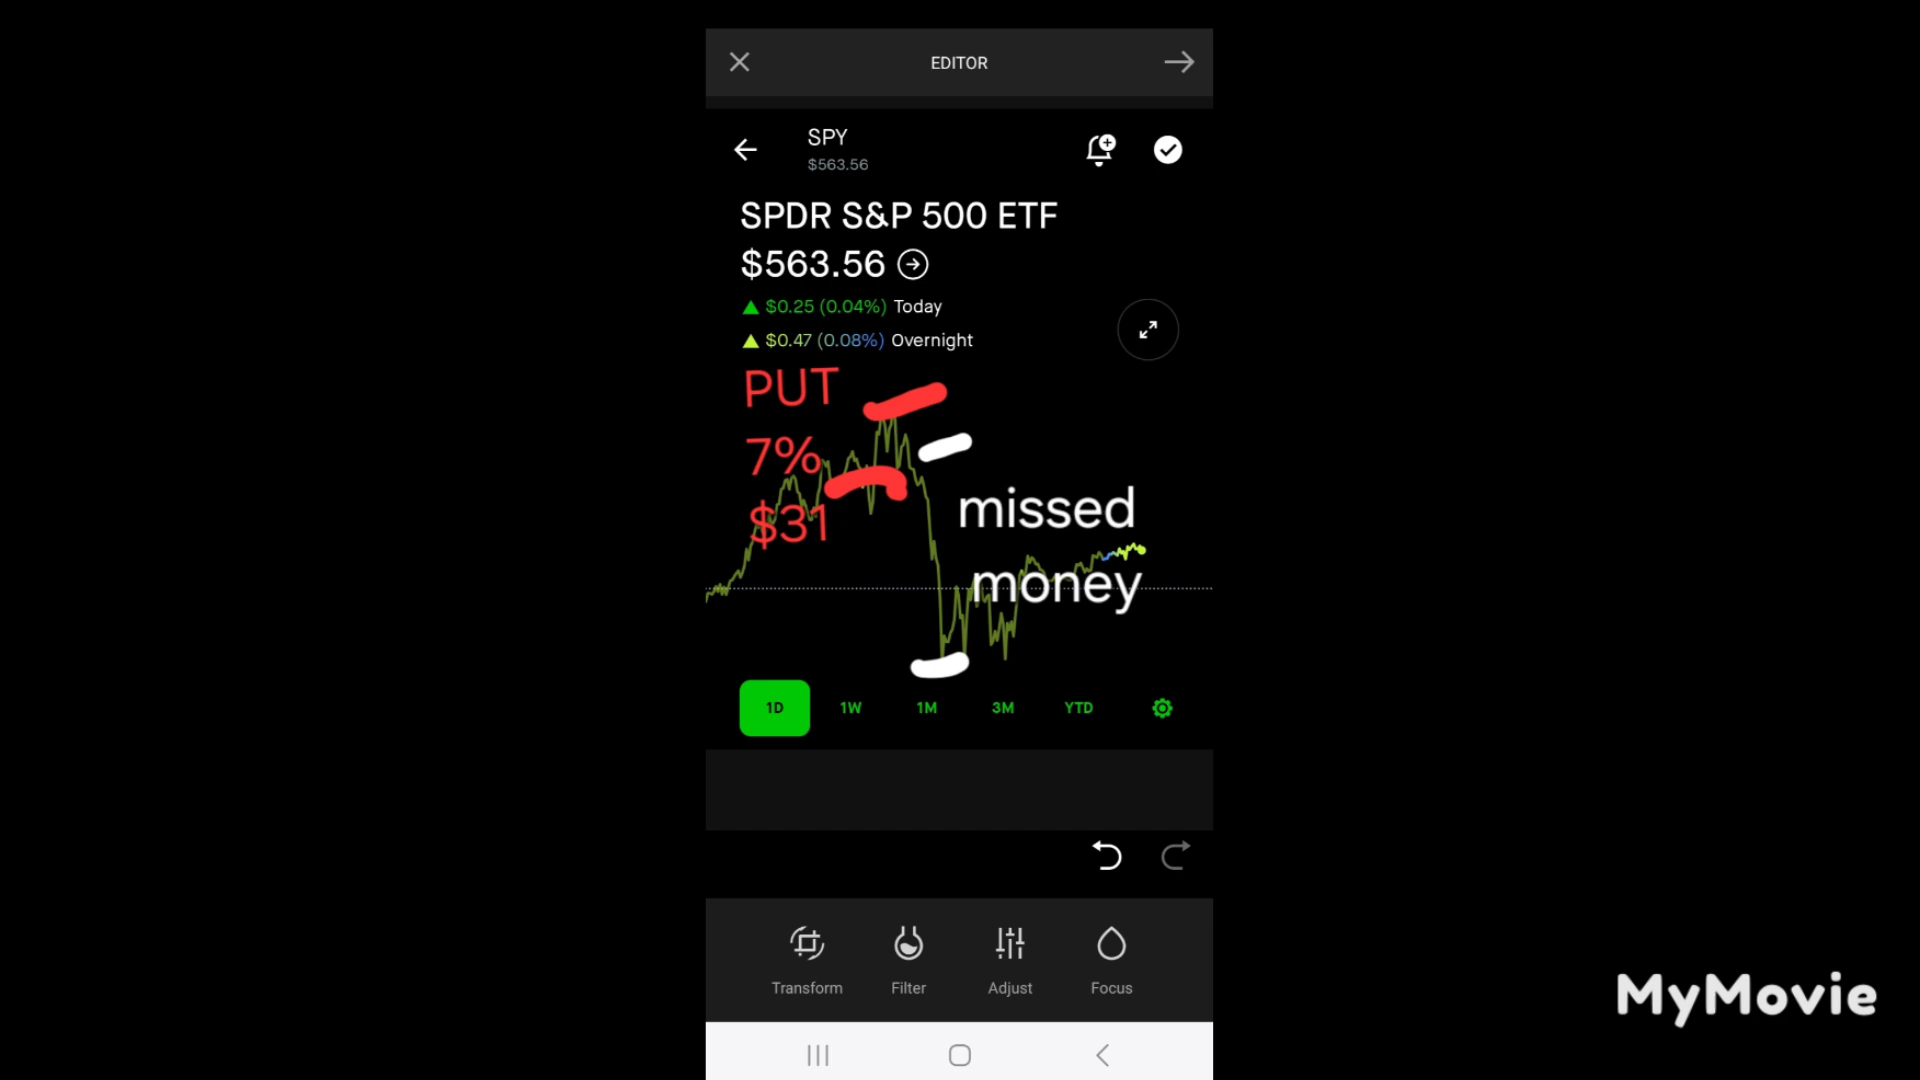 EDITOR
SPY
$563.56
SPDR S&P 500 ETF
$563.56
$0.25 (0.04%) Today
$0.47 (0.08%) Overnight
PUT
7%
$31
missed
money
1D 1W 1M 3M YTD
Transform Filter Adjust Focus
MyMovie